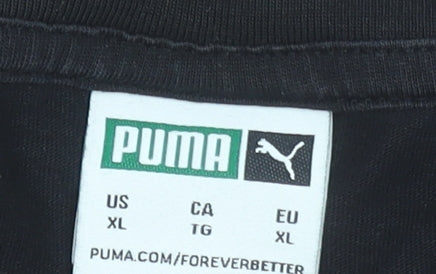 PUMA
US CA EU
XL TG XL
PUMA.COM/FOREVERBETTER